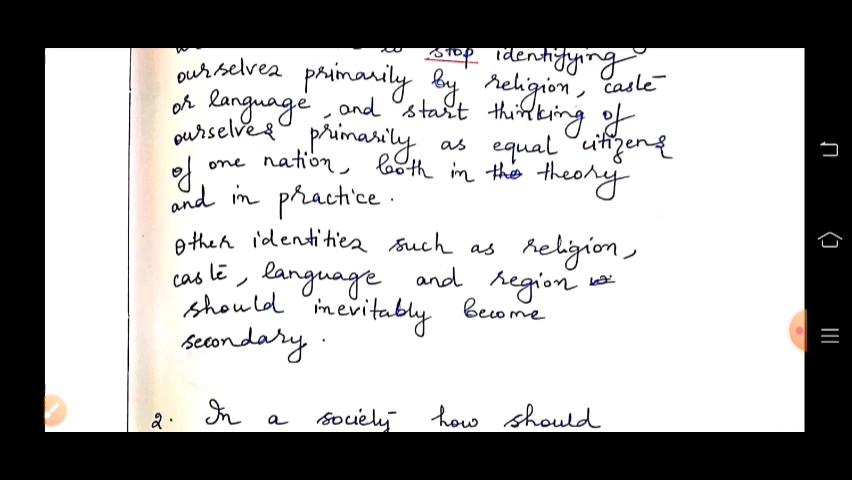 to stop identifying
ourselves primarily by religion, caste
or language, and start thinking of
ourselves primarily as equal citizens
of one nation, both in the theory
and in practice.
Other identities such as religion,
caste, language and region
should inevitably become
secondary.
2. In a society how should